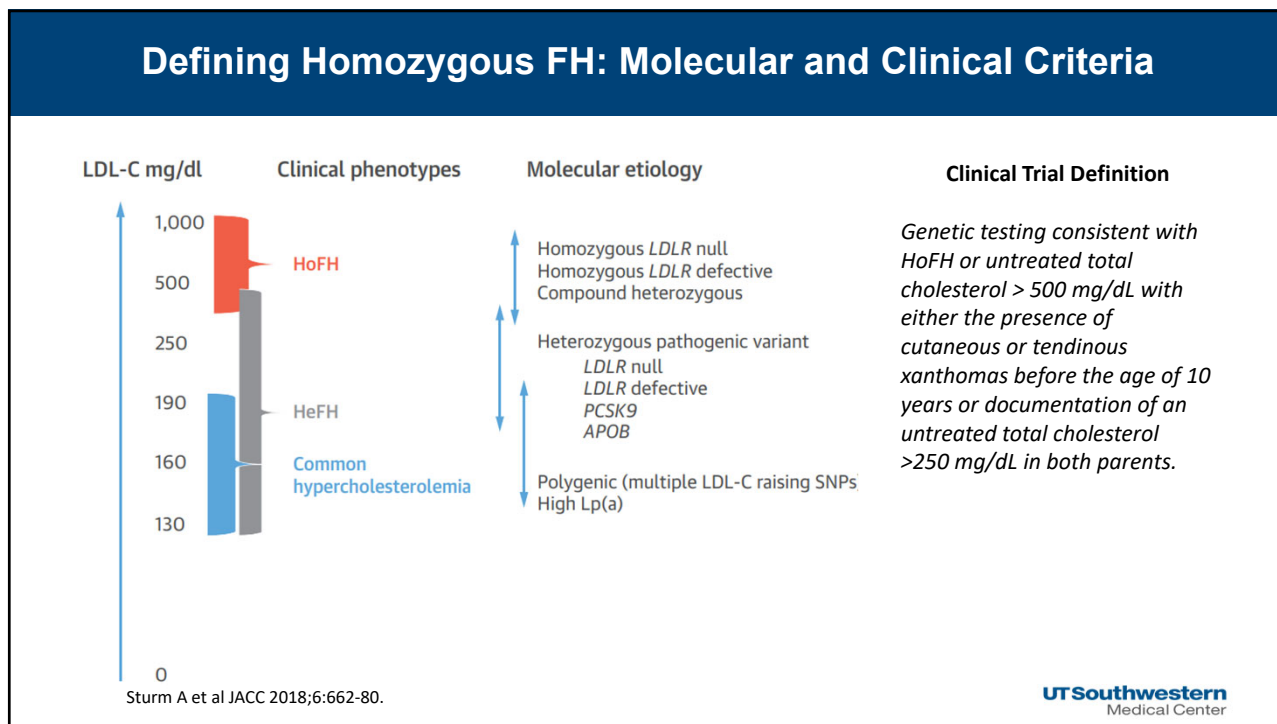 Defining Homozygous FH: Molecular and Clinical Criteria
LDL-C mg/dl
Clinical phenotypes
Molecular etiology
1,000
500
250
190
160
130
0
HoFH
HeFH
Common
hypercholesterolemia
Homozygous LDLR null
Homozygous LDLR defective
Compound heterozygous
Heterozygous pathogenic variant
LDLR null
LDLR defective
PCSK9
APOB
Polygenic (multiple LDL-C raising SNPs)
High Lp(a)
Clinical Trial Definition
Genetic testing consistent with
HoFH or untreated total
cholesterol > 500 mg/dL with
either the presence of
cutaneous or tendinous
xanthomas before the age of 10
years or documentation of an
untreated total cholesterol
>250 mg/dL in both parents.
Sturm A et al JACC 2018;6:662-80.
UTSouthwestern
Medical Center